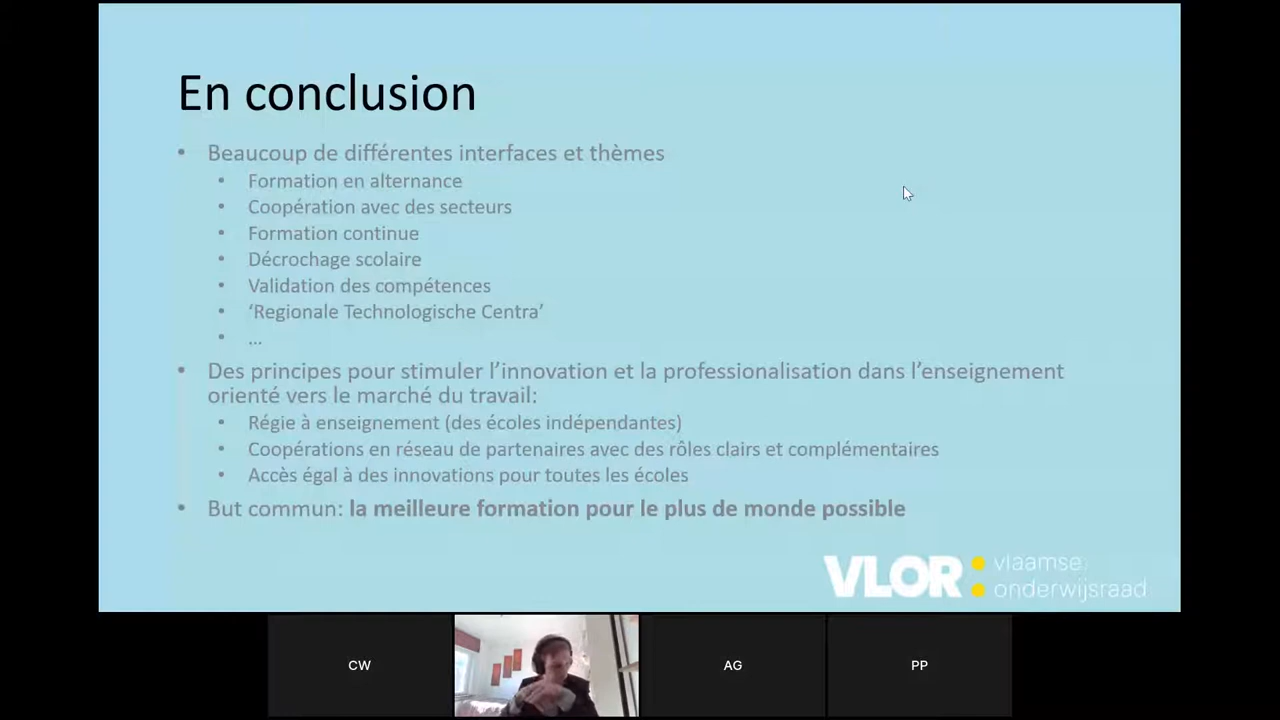 En conclusion
• Beaucoup de différentes interfaces et thèmes
• Formation en alternance
• Coopération avec des secteurs
• Formation continue
• Décrochage scolaire
• Validation des compétences
• ‘Regionale Technologische Centra’
• ...
• Des principes pour stimuler l’innovation et la professionalisation dans l’enseignement
orienté vers le marché du travail:
• Régie à enseignement (des écoles indépendantes)
• Coopérations en réseau de partenaires avec des rôles clairs et complémentaires
• Accès égal à des innovations pour toutes les écoles
• But commun: la meilleure formation pour le plus de monde possible
VLOR : vlaamse
onderwijsraad
CW
AG
PP